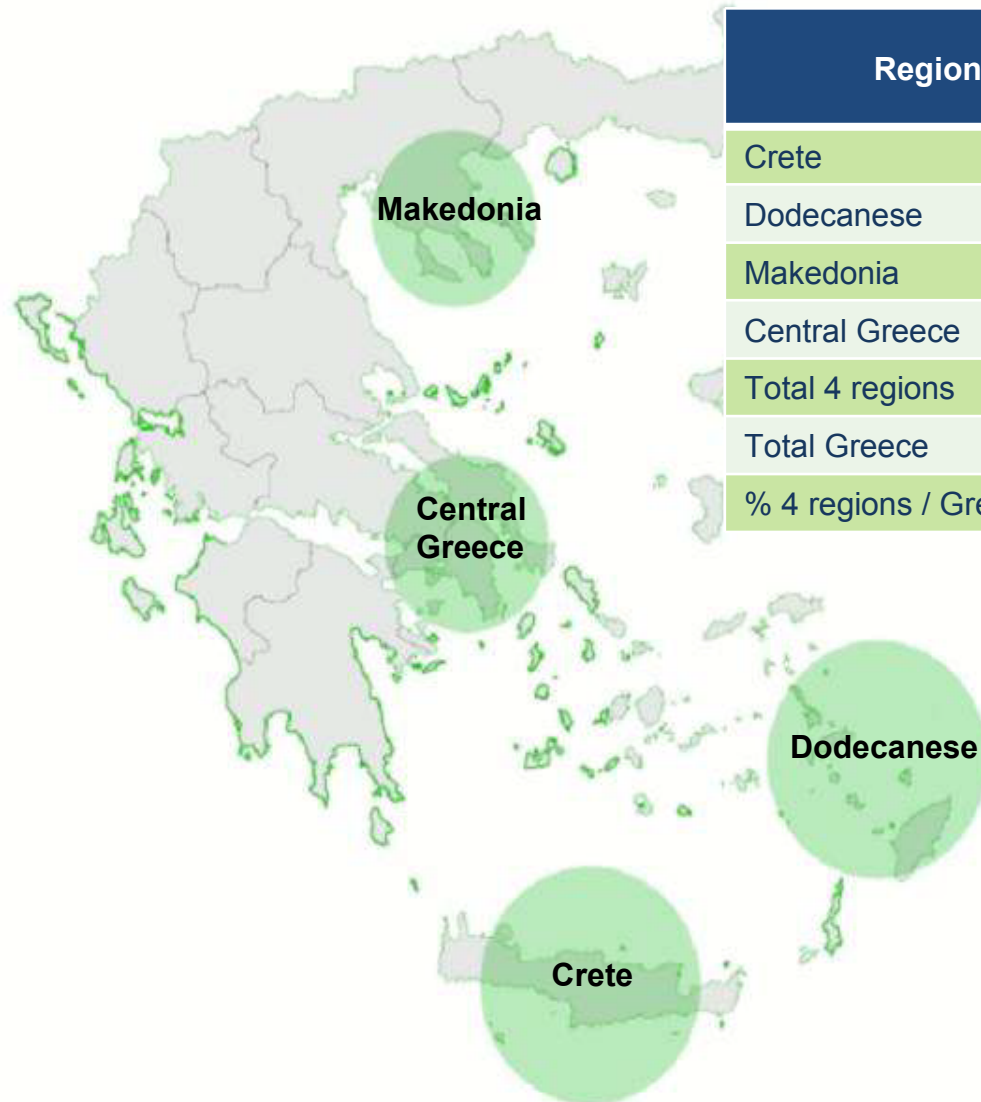 Region
Crete
Dodecanese
Makedonia
Central Greece
Total 4 regions
Total Greece
% 4 regions / Gre
Makedonia
Central
Greece
Dodecanese
Crete